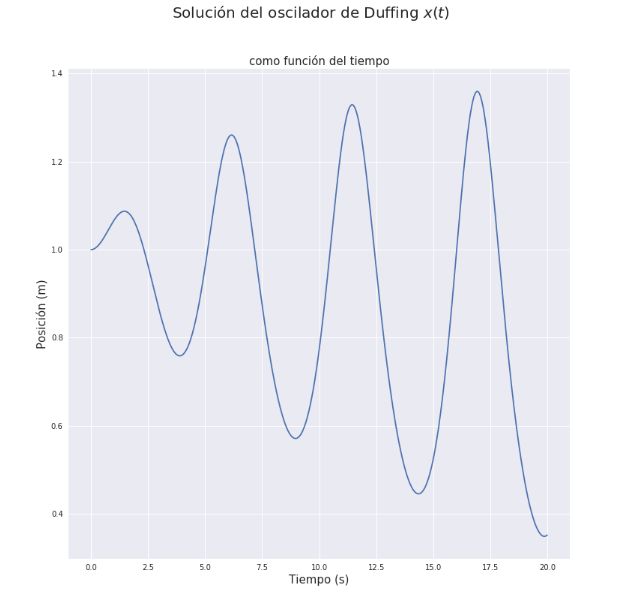 Solución del oscilador de Duffing x(t)
como función del tiempo
1.4
1.2
1.0
0.8
0.6
0.4
Posición (m)
0.0 2.5 5.0 7.5 10.0 12.5 15.0 17.5 20.0
Tiempo (s)